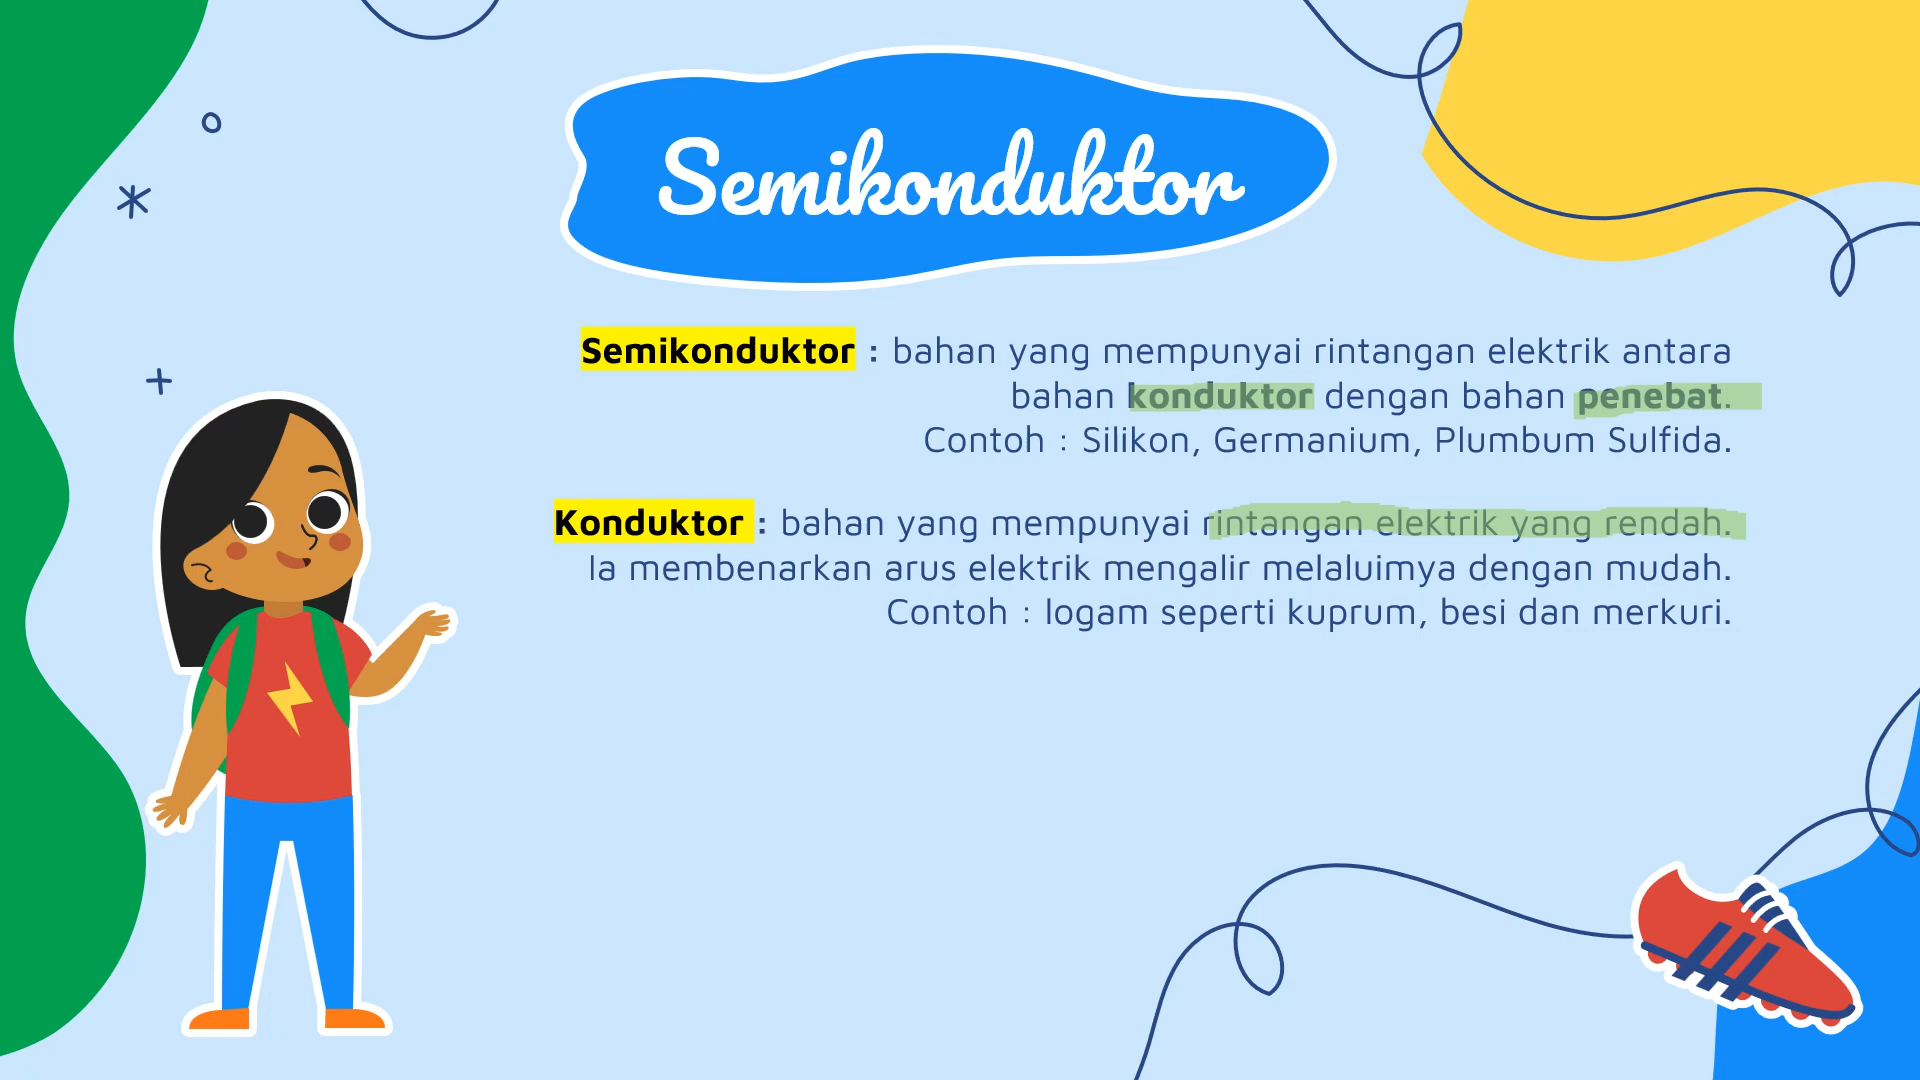 Semikonduktor
Semikonduktor : bahan yang mempunyai rintangan elektrik antara
bahan konduktor dengan bahan penebat.
Contoh : Silikon, Germanium, Plumbum Sulfida.
Konduktor : bahan yang mempunyai rintangan elektrik yang rendah.
Ia membenarkan arus elektrik mengalir melaluimya dengan mudah.
Contoh : logam seperti kuprum, besi dan merkuri.